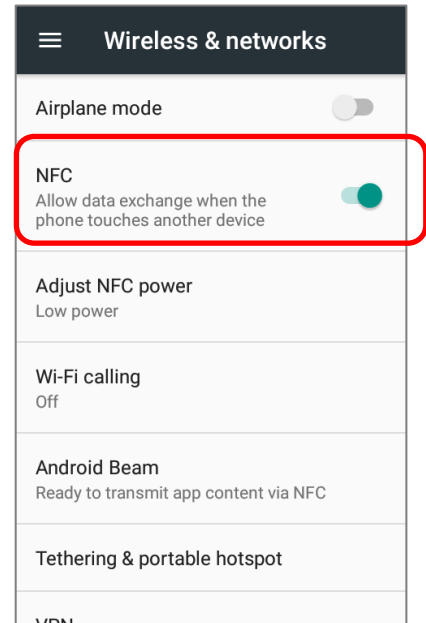 Wireless & networks
Airplane mode
NFC
Allow data exchange when the
phone touches another device
Adjust NFC power
Low power
Wi-Fi calling
Off
Android Beam
Ready to transmit app content via NFC
Tethering & portable hotspot
VPN